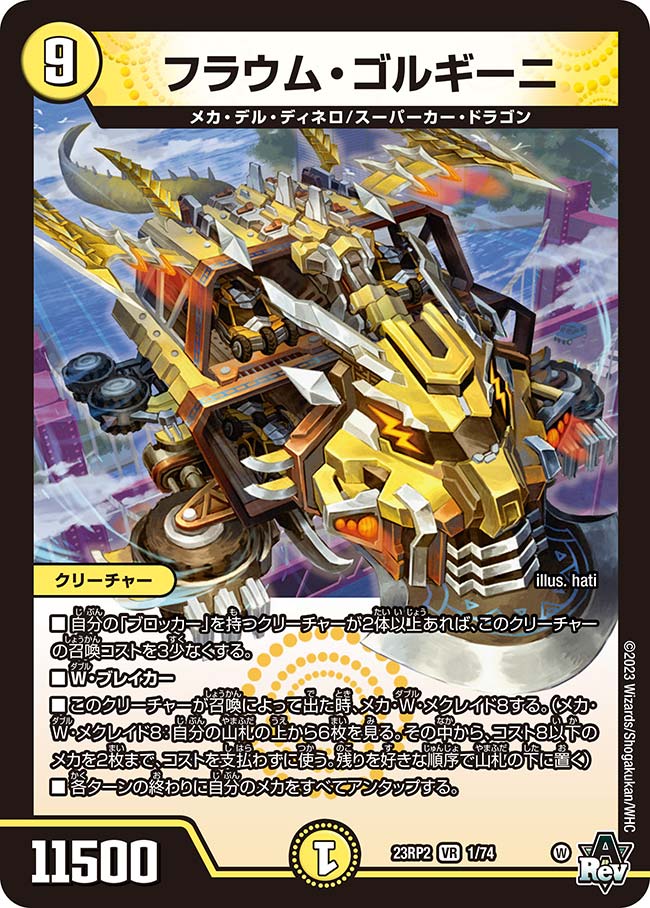 9
フラウム・ゴルギーニ
メカ・デル・ディネロ/スーパーカー・ドラゴン
illus. hati
クリーチャー
■自分の「ブロッカー」を持つクリーチャーが2体以上あれば、このクリーチャー
の召喚コストを3少なくする。
■W・ブレイカー
■このクリーチャーが召喚によって出た時、メカ・W・メクレイド8する。(メカ・
W・メクレイド8:自分の山札の上から6枚を見る。その中から、コスト8以下の
メカを2枚まで、コストを支払わずに使う。残りを好きな順序で山札の下に置く)
■各ターンの終わりに自分のメカをすべてアンタップする。
©2023 Wizards/Shogakukan/WHC
11500
1
23RP2 VR 1/74
W
A Rev